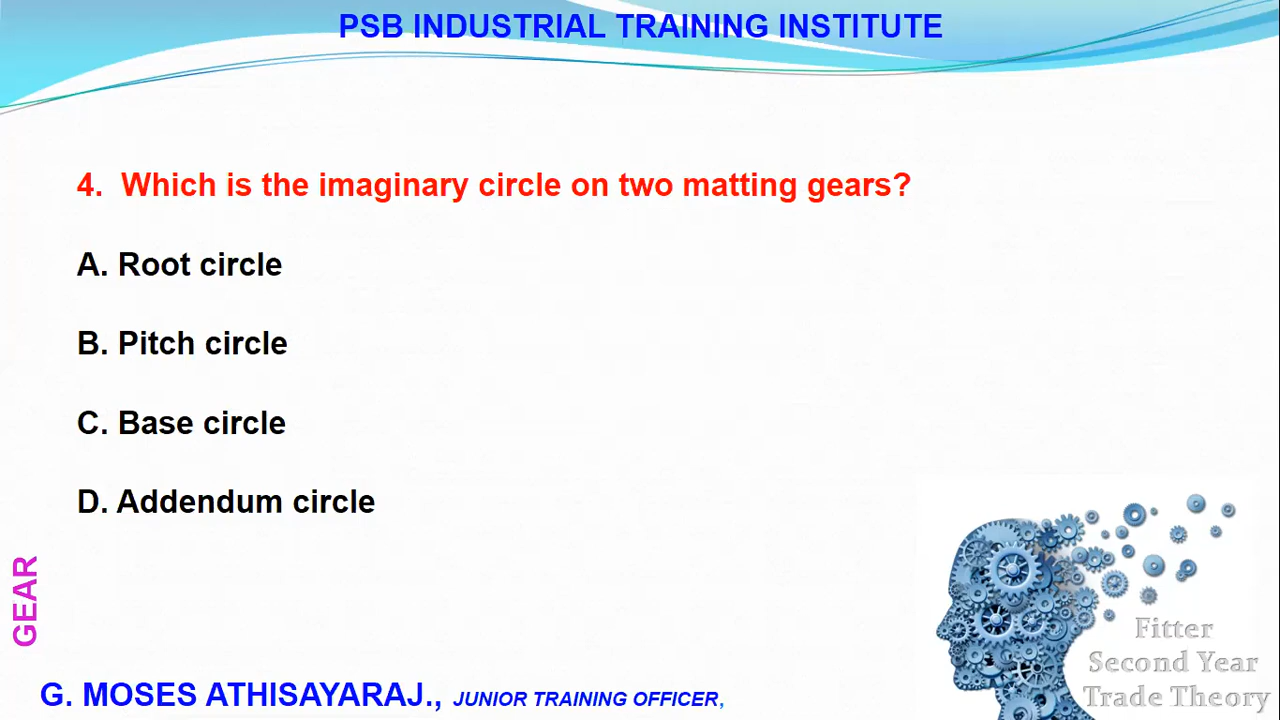 PSB INDUSTRIAL TRAINING INSTITUTE
4. Which is the imaginary circle on two matting gears?
A. Root circle
B. Pitch circle
C. Base circle
D. Addendum circle
GEAR
Fitter
Second Year
Trade Theory
G. MOSES ATHISAYARAJ., JUNIOR TRAINING OFFICER,